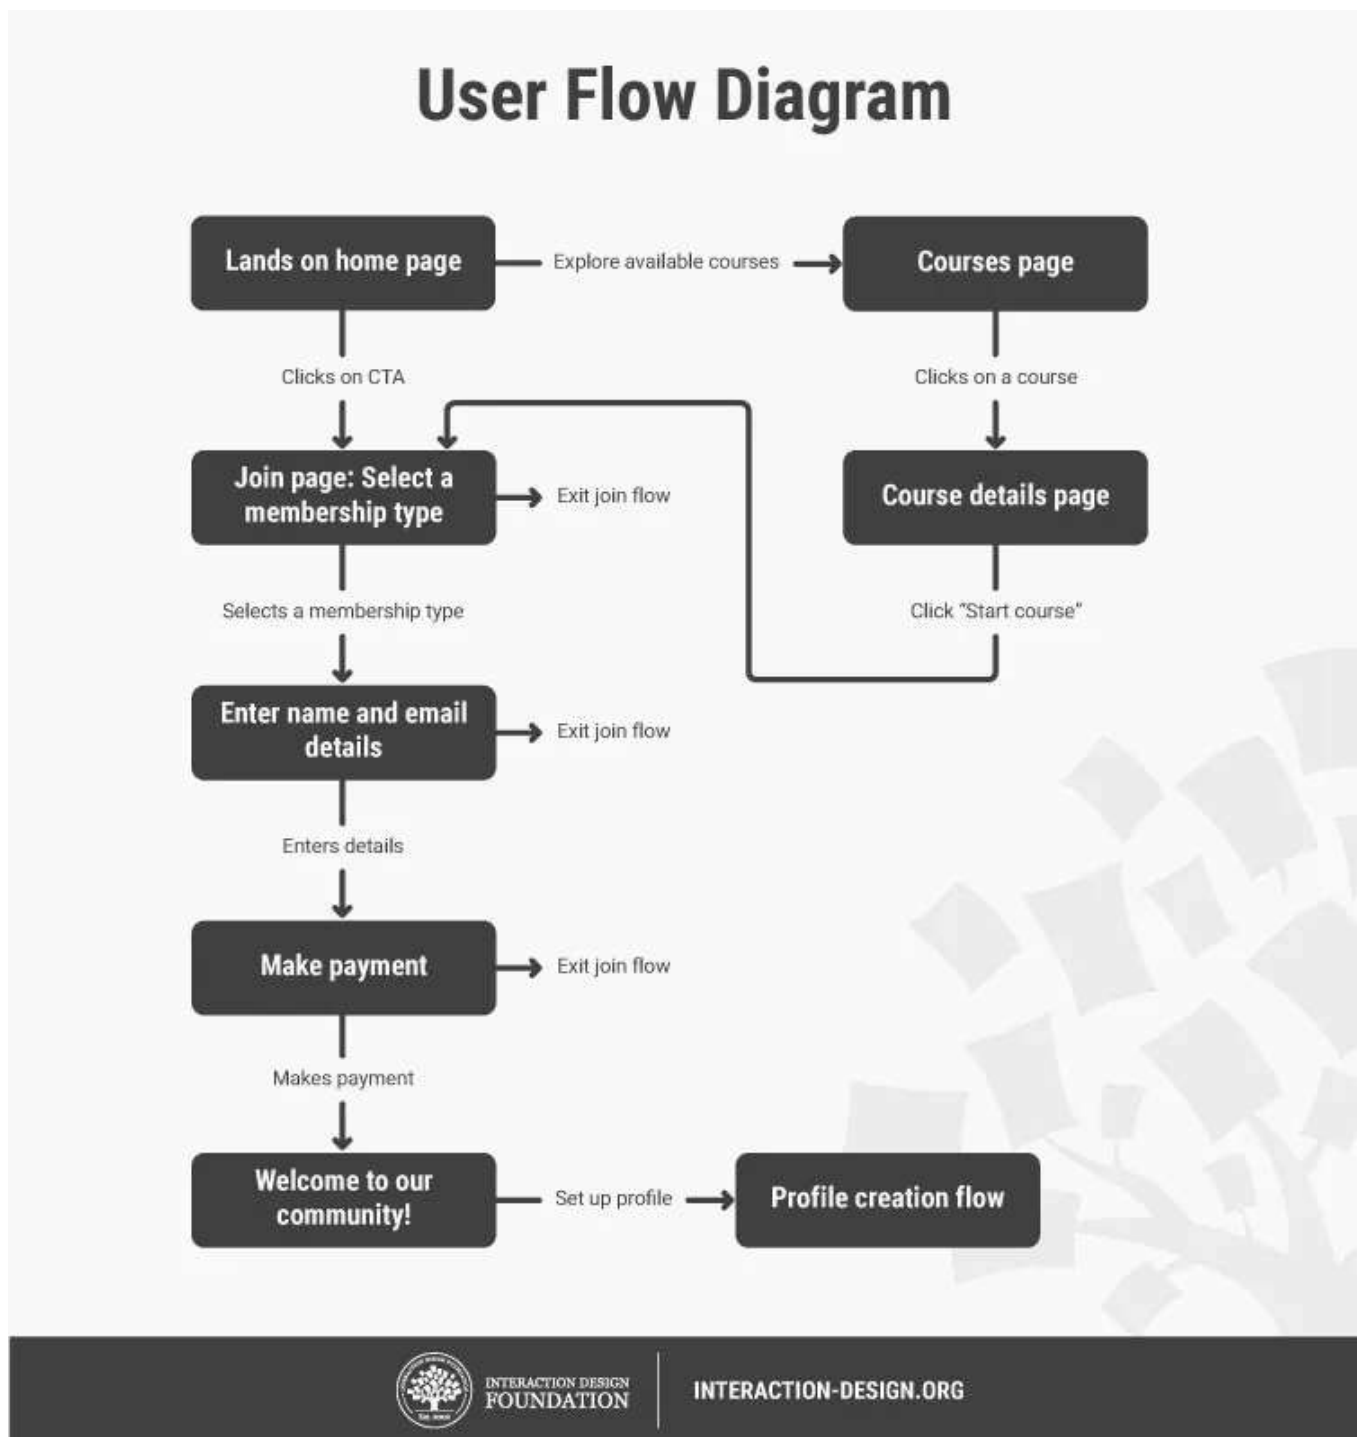 User Flow Diagram
Lands on home page
Explore available courses
Courses page
Clicks on CTA
Clicks on a course
Join page: Select a
membership type
Exit join flow
Course details page
Selects a membership type
Click “Start course”
Enter name and email
details
Exit join flow
Enters details
Make payment
Exit join flow
Makes payment
Welcome to our
community!
Set up profile
Profile creation flow
INTERACTION DESIGN
FOUNDATION
INTERACTION-DESIGN.ORG